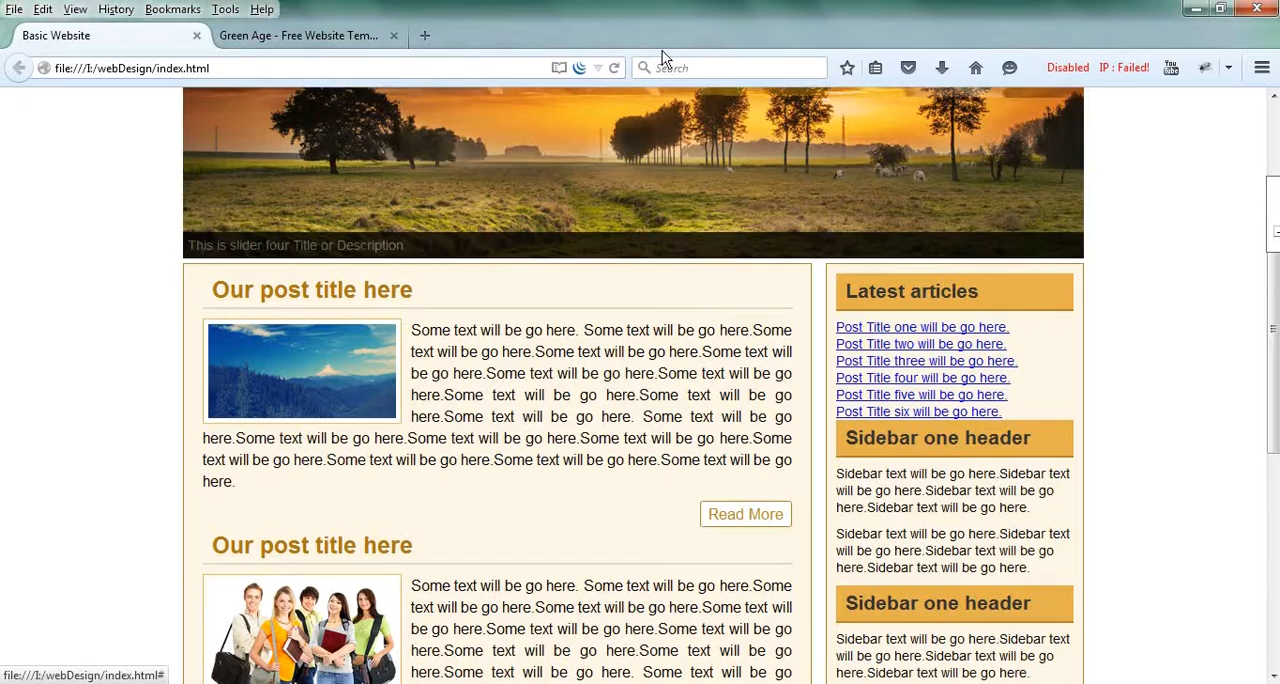 File Edit View History Bookmarks Tools Help
Basic Website
Green Age - Free Website Tem...
file:///I:/webDesign/index.html
Search
Disabled IP : Failed!
You Tube
This is slider four Title or Description
Our post title here
Some text will be go here. Some text will be go here.Some
text will be go here.Some text will be go here.Some
text will be go here.Some text will be go here.Some text will be go
here.Some text will be go here.Some text will be go
here.Some text will be go here. Some text will be go
here.Some text will be go here.Some text will be go here.Some text will be go here.Some
text will be go here.Some text will be go here.Some text will be go here.Some text will be go
here.
Read More
Our post title here
Some text will be go here. Some text will be go here.Some
text will be go here.Some text will be go here.Some
text will be go here.Some text will be go here.Some text will be go
here.Some text will be go here.Some text will be go
here.Some text will be go here. Some text will be go
Latest articles
Post Title one will be go here.
Post Title two will be go here.
Post Title three will be go here.
Post Title four will be go here.
Post Title five will be go here.
Post Title six will be go here.
Sidebar one header
Sidebar text will be go here.Sidebar text
will be go here.Sidebar text will be go
here.Sidebar text will be go here.
Sidebar text will be go here.Sidebar text
will be go here.Sidebar text will be go
here.Sidebar text will be go here.
Sidebar one header
Sidebar text will be go here.Sidebar text
will be go here.Sidebar text will be go
here.Sidebar text will be go here.
file:///I:/webDesign/index.html#